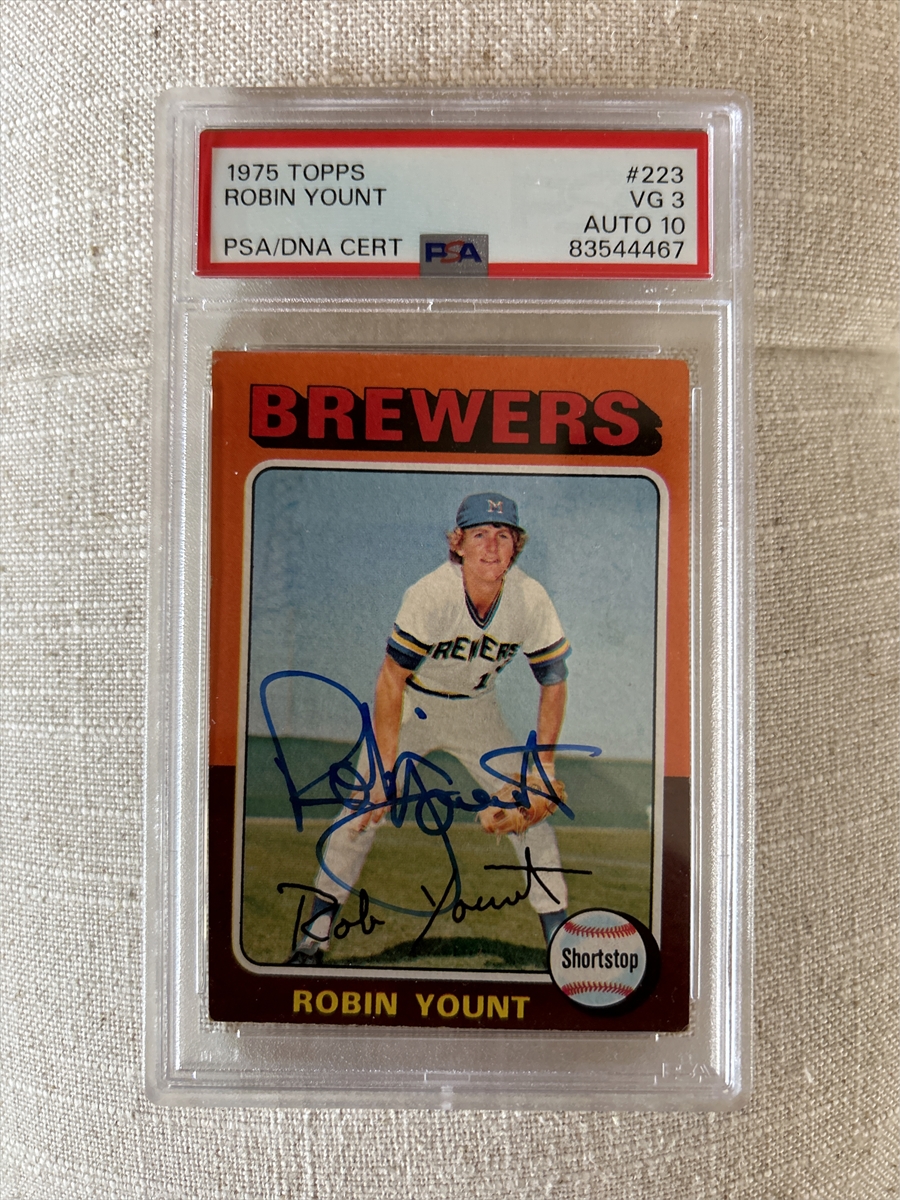 1975 TOPPS #223
ROBIN YOUNT VG 3
AUTO 10
PSA/DNA CERT PSA 83544467
BREWERS
M
BREWERS
Robin Yount
Rob Yount
Shortstop
ROBIN YOUNT